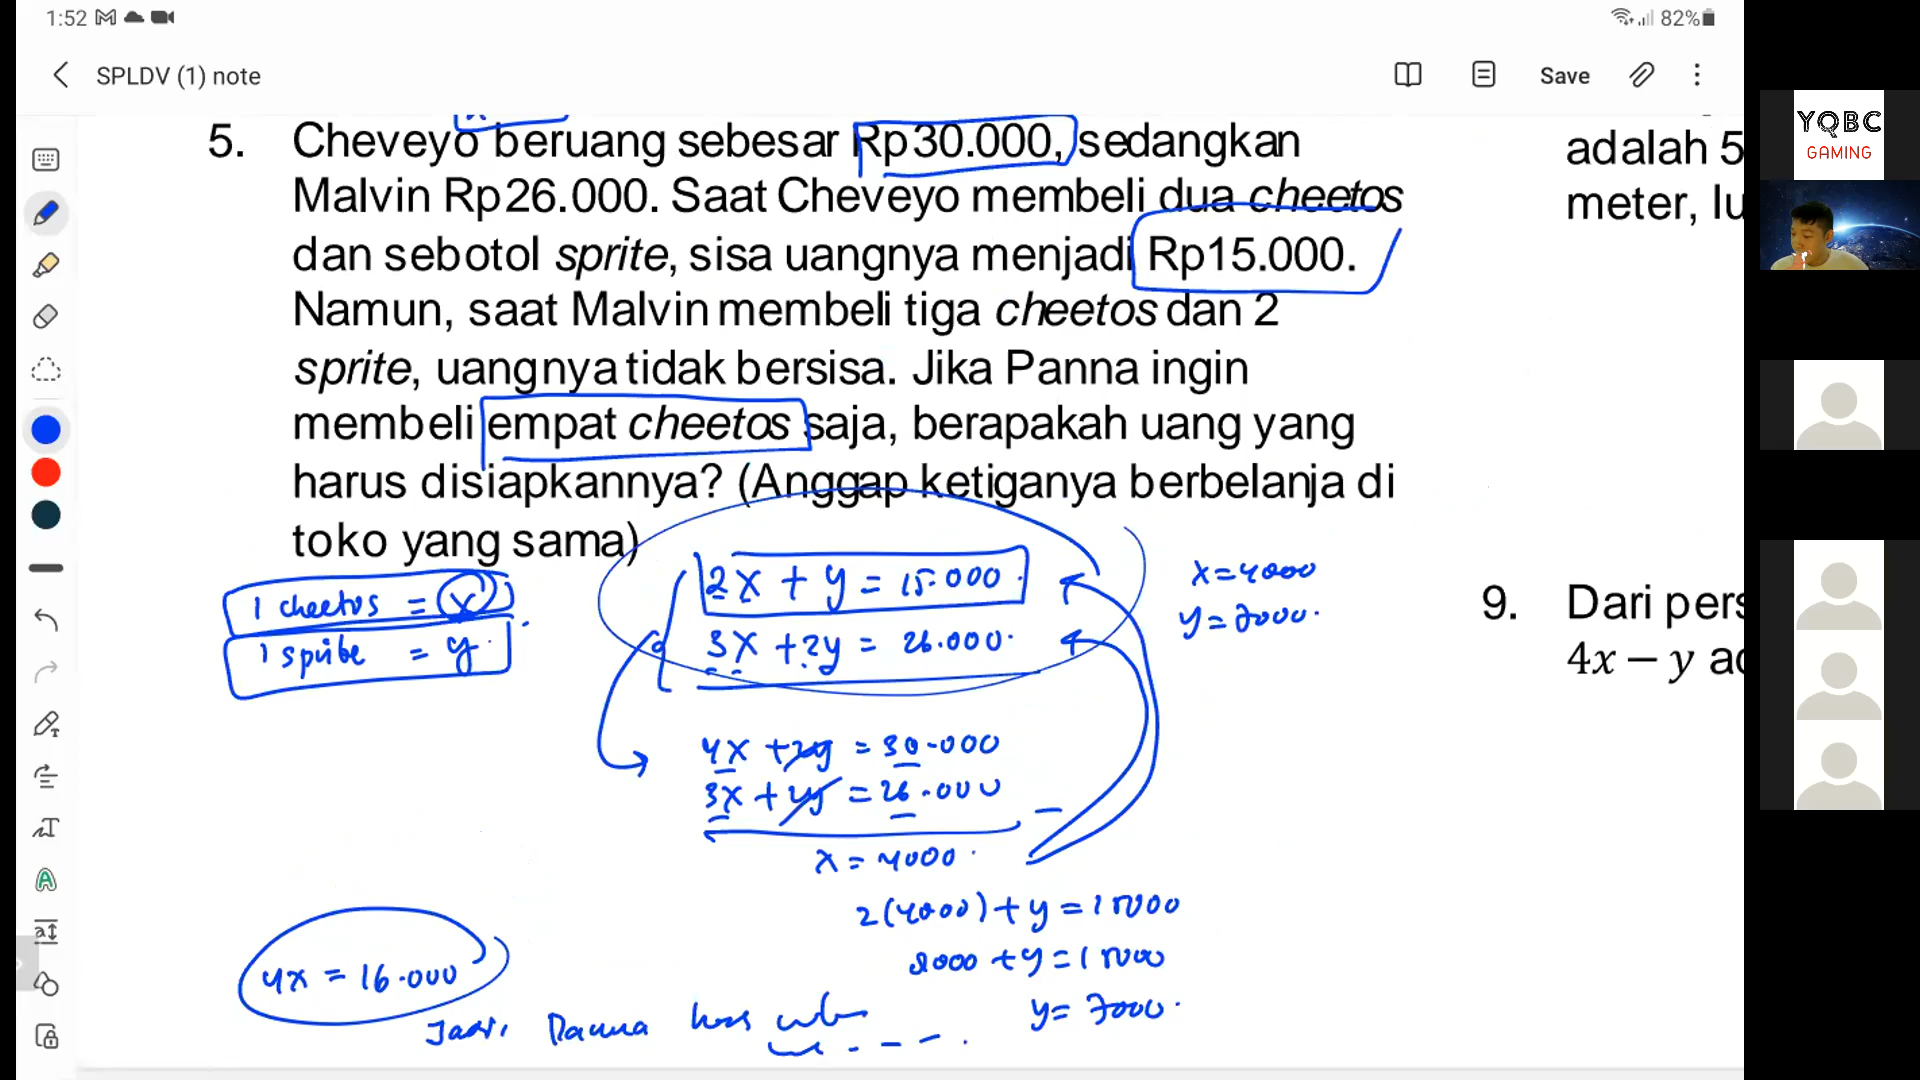 1:52
82%
SPLDV (1) note
Save
5. Cheveyo beruang sebesar Rp30.000, sedangkan
Malvin Rp26.000. Saat Cheveyo membeli dua cheetos
dan sebotol sprite, sisa uangnya menjadi Rp15.000.
Namun, saat Malvin membeli tiga cheetos dan 2
sprite, uangnya tidak bersisa. Jika Panna ingin
membeli empat cheetos saja, berapakah uang yang
harus disiapkannya? (Anggap ketiganya berbelanja di
toko yang sama)
1 cheetos = x
1 sprite = y
2x + y = 15.000
3x + 2y = 26.000
x = 4000
y = 7000
4x + 2y = 30.000
3x + 2y = 26.000
x = 4000
2(4000) + y = 15000
8000 + y = 15000
y = 7000
4x = 16.000
Jadi, Panna
adalah 5
meter, lu
9. Dari pers
4x − y ad
YQBC
GAMING